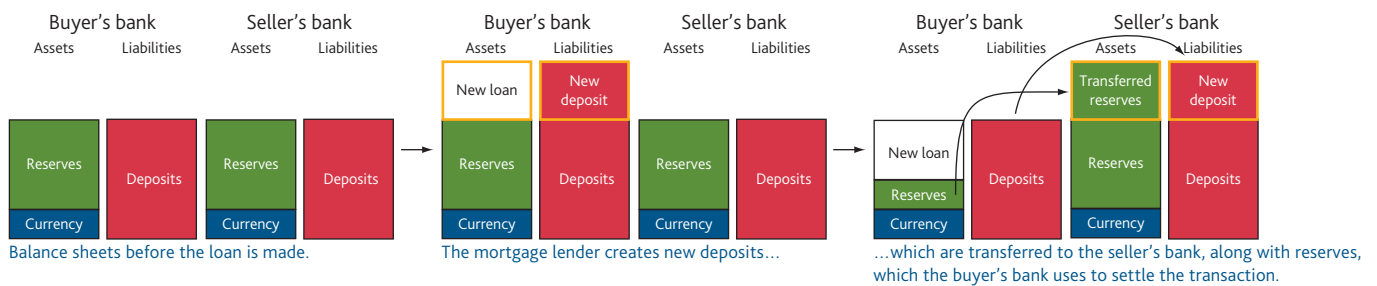 Buyer's bank
Seller's bank
Assets
Liabilities
Assets
Liabilities
Reserves
Currency
Deposits
Reserves
Currency
Deposits
Balance sheets before the loan is made.
Buyer's bank
Seller's bank
Assets
Liabilities
Assets
Liabilities
New loan
New
deposit
Reserves
Currency
Deposits
Reserves
Currency
Deposits
The mortgage lender creates new deposits…
Buyer's bank
Seller's bank
Assets
Liabilities
Assets
Liabilities
New loan
Reserves
Currency
Deposits
Transferred
reserves
New
deposit
Reserves
Currency
Deposits
…which are transferred to the seller's bank, along with reserves,
which the buyer's bank uses to settle the transaction.